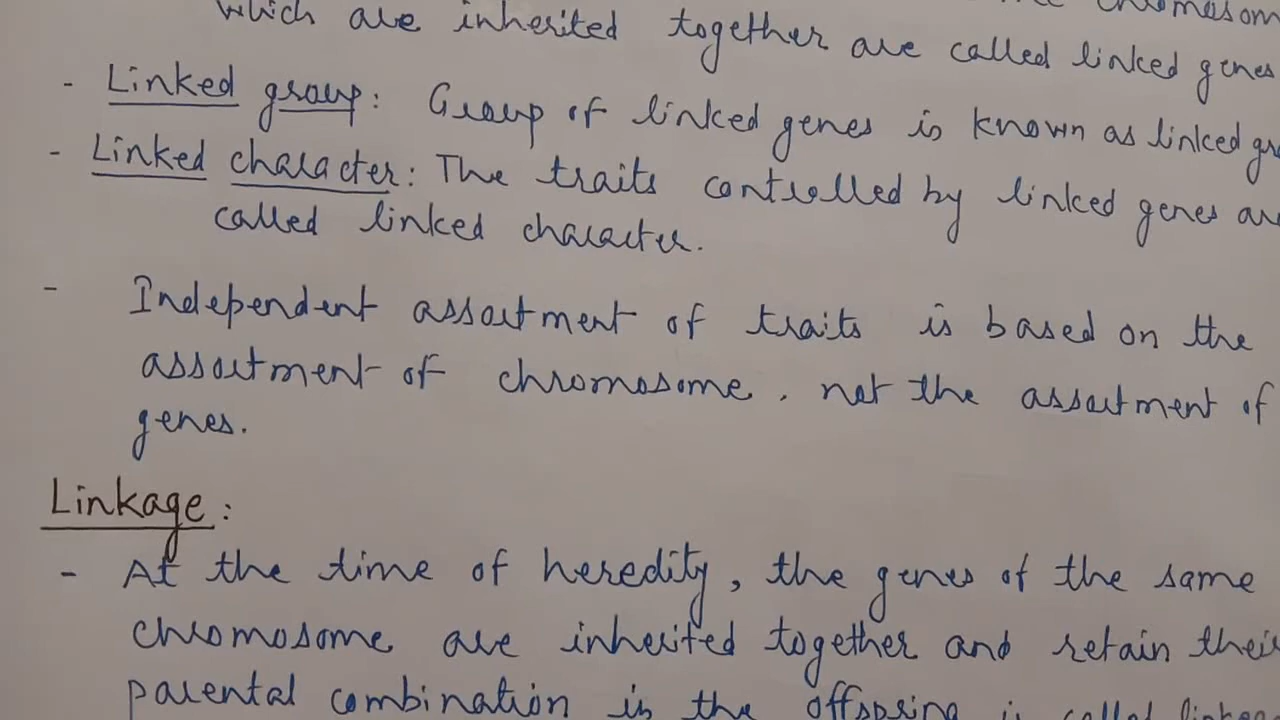 which are inherited together are called linked genes
- Linked group: Group of linked genes is known as linked
- Linked character: The traits controlled by linked genes
called linked character.
- Independent assortment of traits is based on the
assortment of chromosome, not the assortment of
genes.
Linkage:
- At the time of heredity, the genes of the same
chromosome are inherited together and retain their
parental combination in the offspring is called